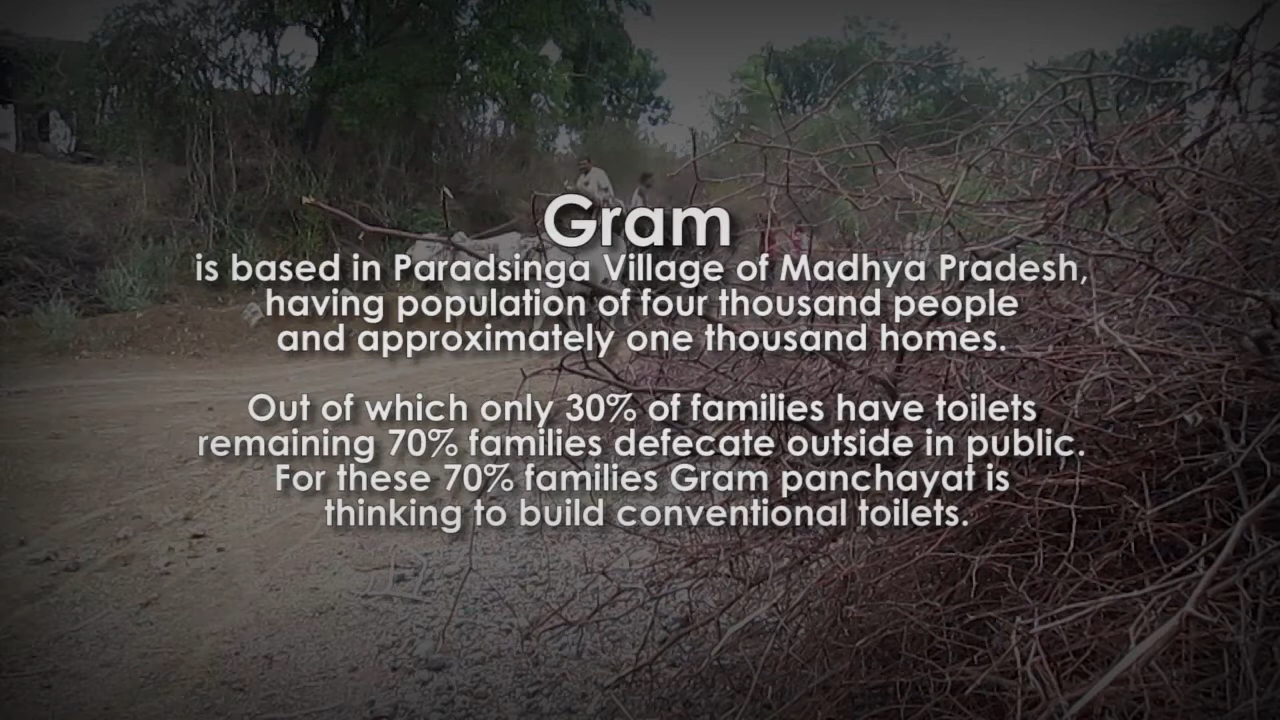 Gram
is based in Paradsinga Village of Madhya Pradesh,
having population of four thousand people
and approximately one thousand homes.
Out of which only 30% of families have toilets
remaining 70% families defecate outside in public.
For these 70% families Gram panchayat is
thinking to build conventional toilets.